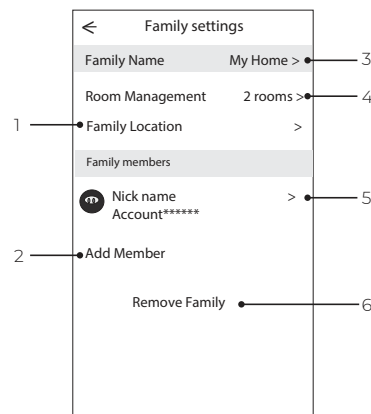 Family settings
Family Name My Home > 3
Room Management 2 rooms > 4
1 Family Location >
Family members
Nick name > 5
Account******
2 Add Member
Remove Family 6